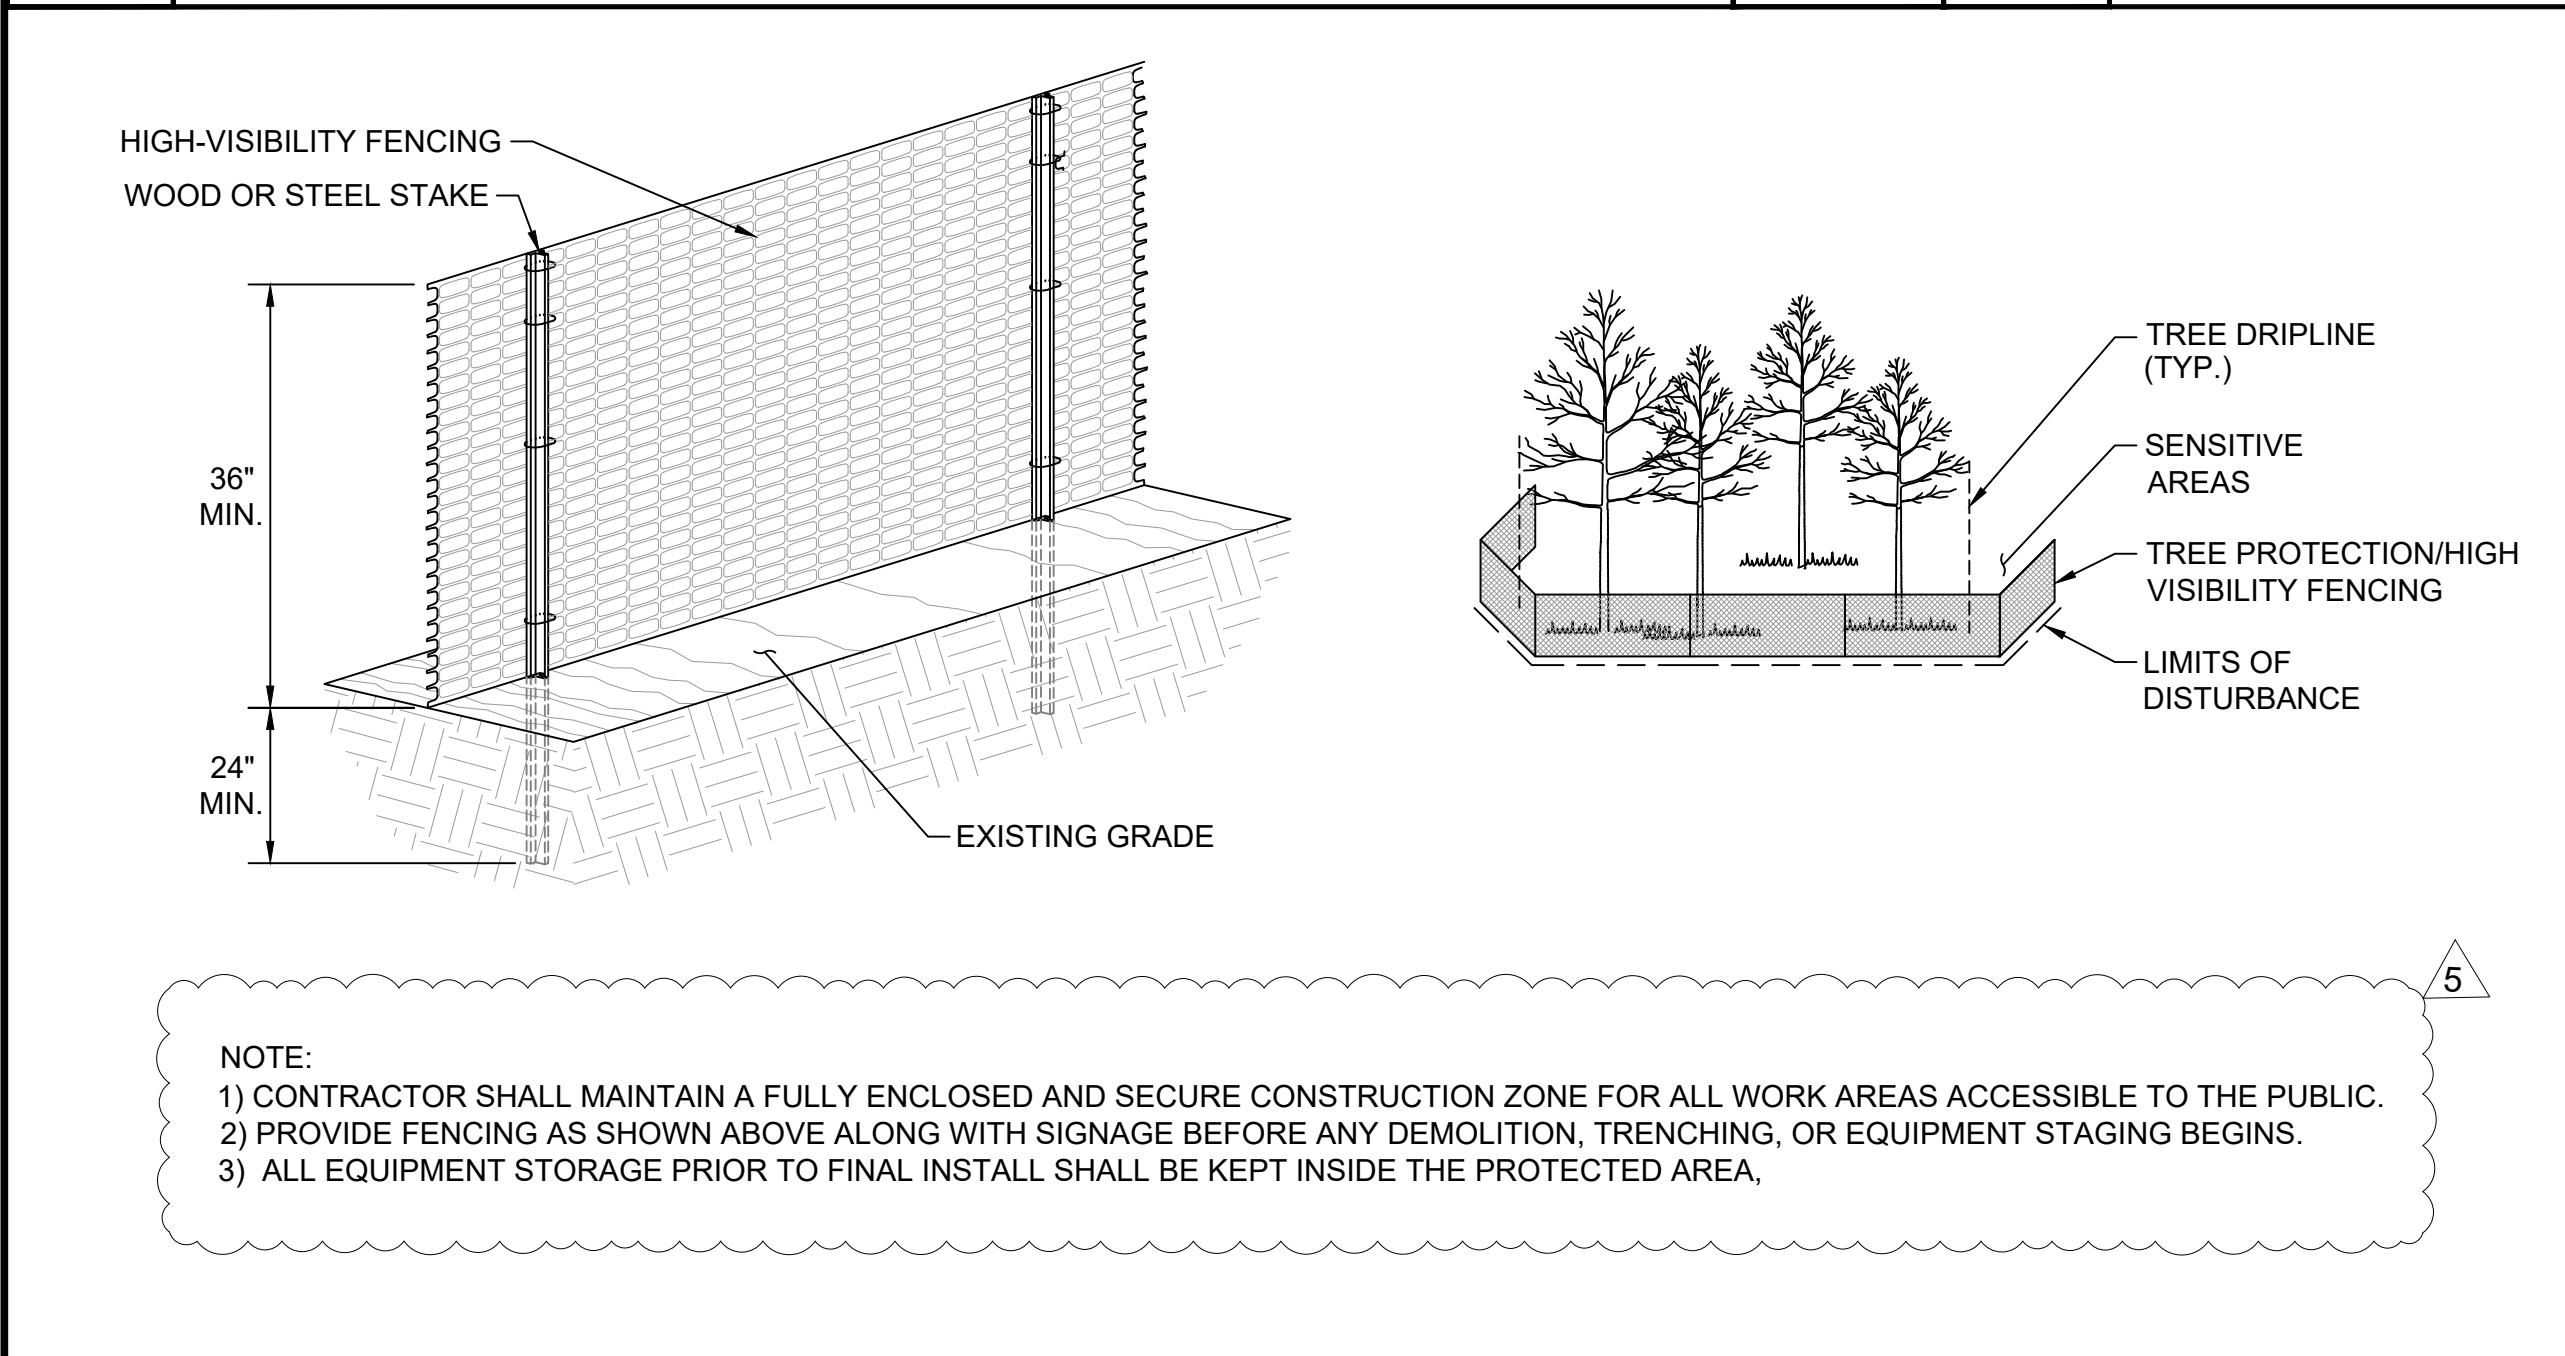 HIGH-VISIBILITY FENCING
WOOD OR STEEL STAKE
36"
MIN.
24"
MIN.
EXISTING GRADE
TREE DRIPLINE
(TYP.)
SENSITIVE
AREAS
TREE PROTECTION/HIGH
VISIBILITY FENCING
LIMITS OF
DISTURBANCE
5
NOTE:
1) CONTRACTOR SHALL MAINTAIN A FULLY ENCLOSED AND SECURE CONSTRUCTION ZONE FOR ALL WORK AREAS ACCESSIBLE TO THE PUBLIC.
2) PROVIDE FENCING AS SHOWN ABOVE ALONG WITH SIGNAGE BEFORE ANY DEMOLITION, TRENCHING, OR EQUIPMENT STAGING BEGINS.
3)  ALL EQUIPMENT STORAGE PRIOR TO FINAL INSTALL SHALL BE KEPT INSIDE THE PROTECTED AREA,